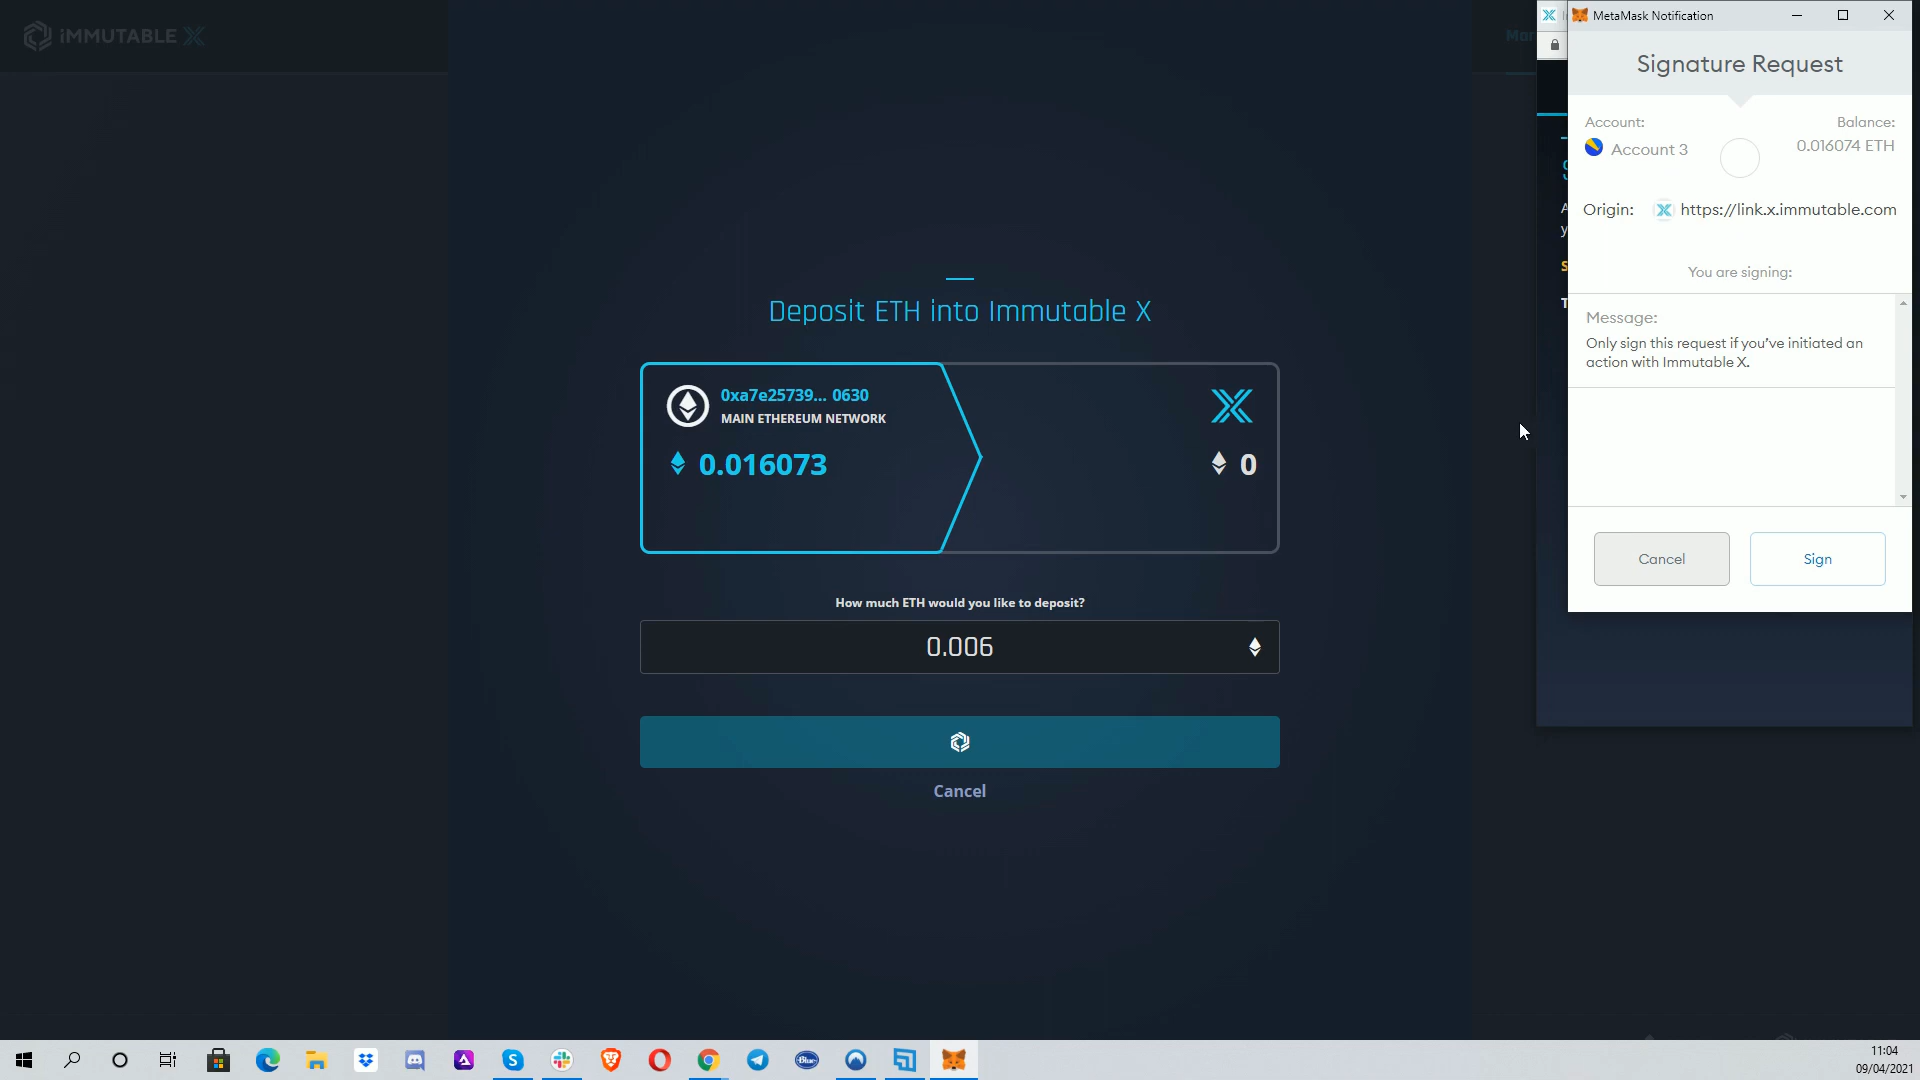 iMMUTABLE X
Mar
MetaMask Notification
Signature Request
Account:
Balance:
Account 3
0.016074 ETH
Origin:
https://link.x.immutable.com
You are signing:
Message:
Only sign this request if you’ve initiated an
action with Immutable X.
Cancel
Sign
Deposit ETH into Immutable X
0xa7e25739... 0630
MAIN ETHEREUM NETWORK
0.016073
0
How much ETH would you like to deposit?
0.006
Cancel
Blue
11:04
09/04/2021